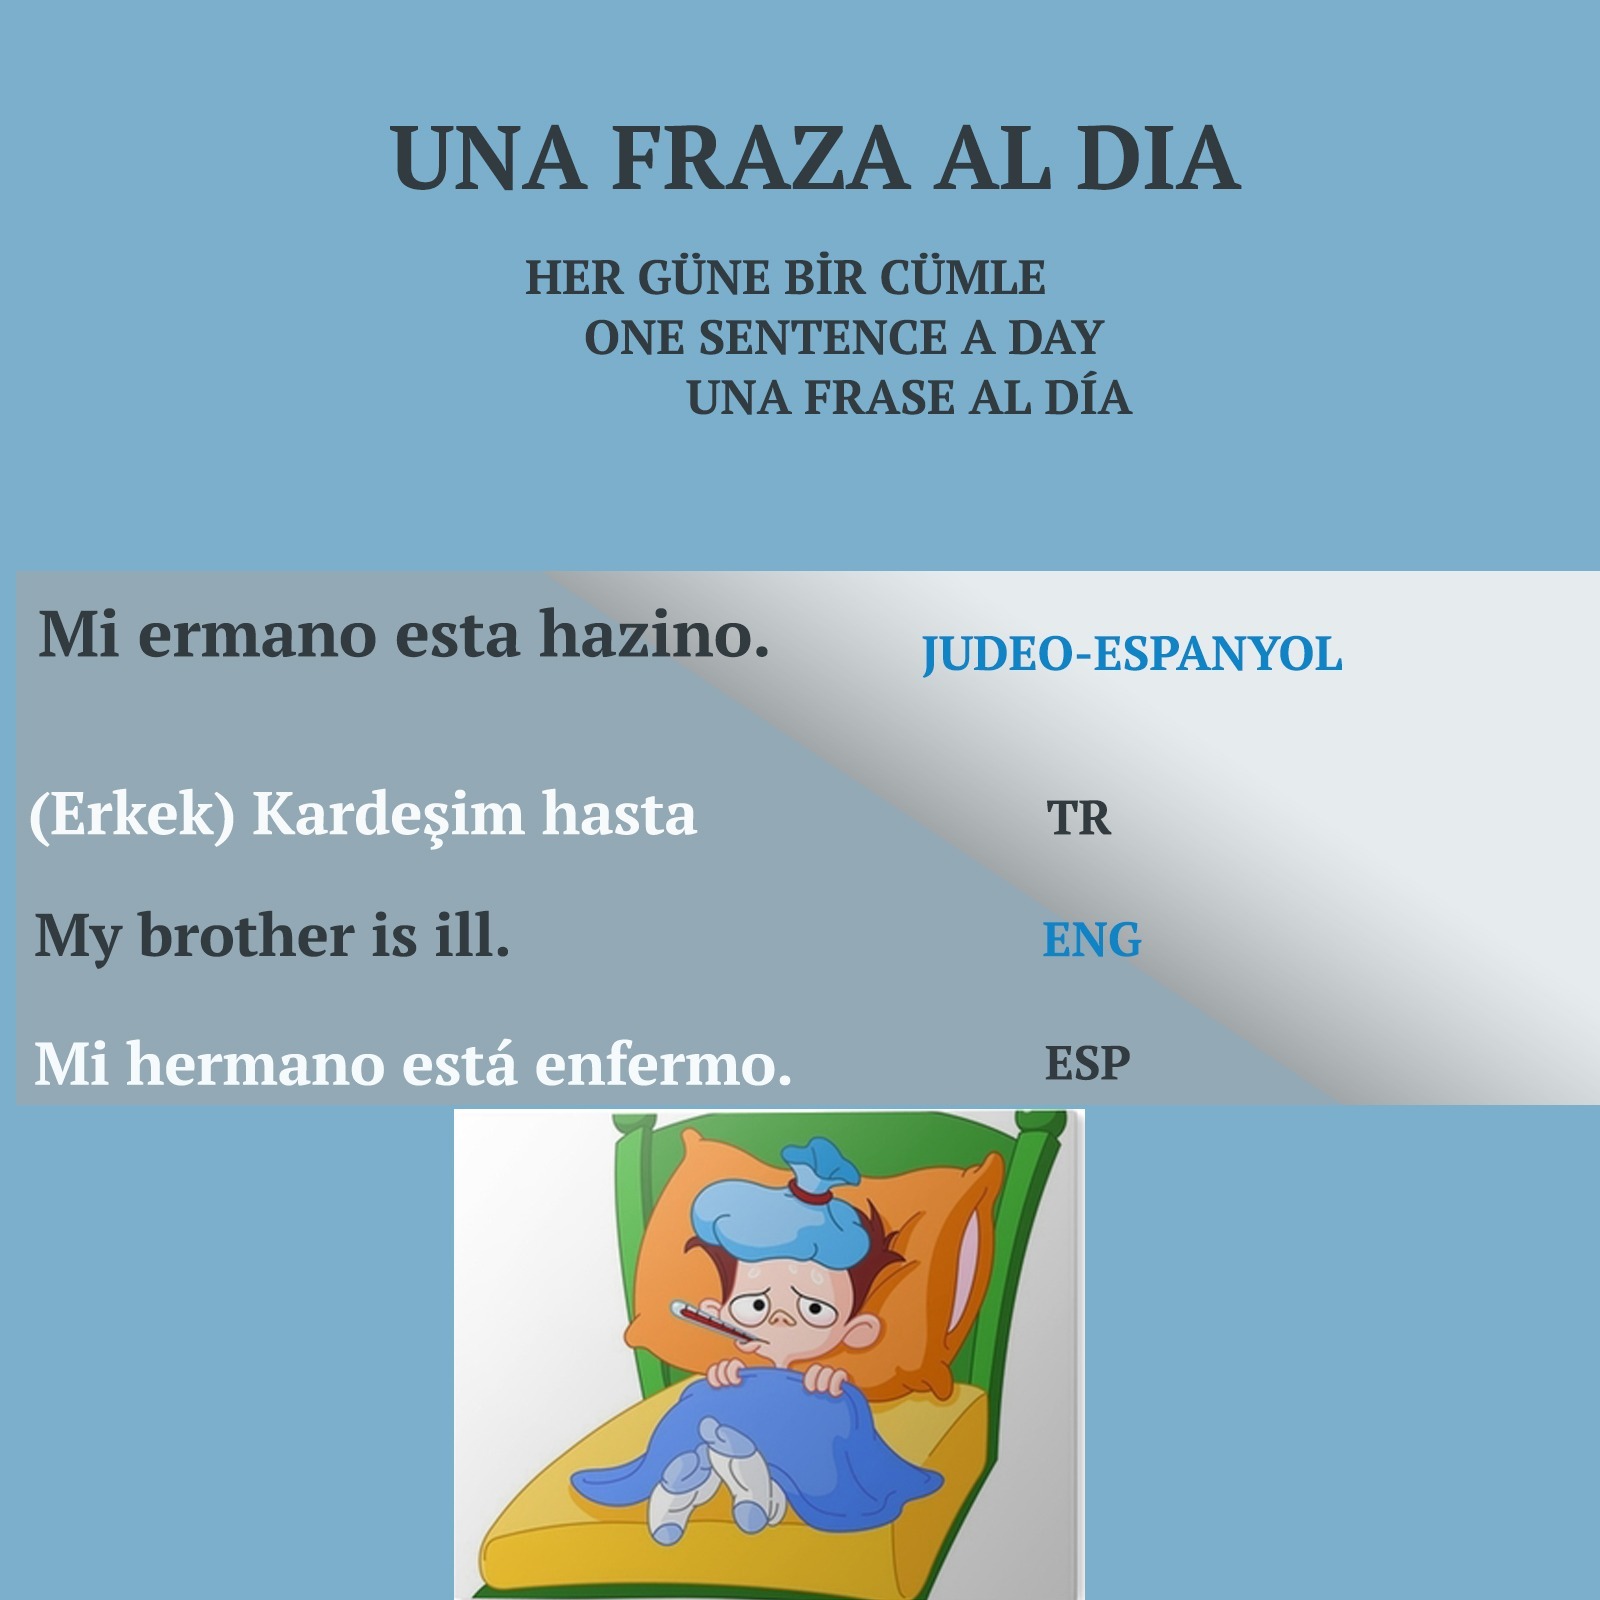 UNA FRAZA AL DIA
HER GÜNE BİR CÜMLE
ONE SENTENCE A DAY
UNA FRASE AL DÍA
Mi ermano esta hazino. JUDEO-ESPANYOL
(Erkek) Kardeşim hasta TR
My brother is ill. ENG
Mi hermano está enfermo. ESP